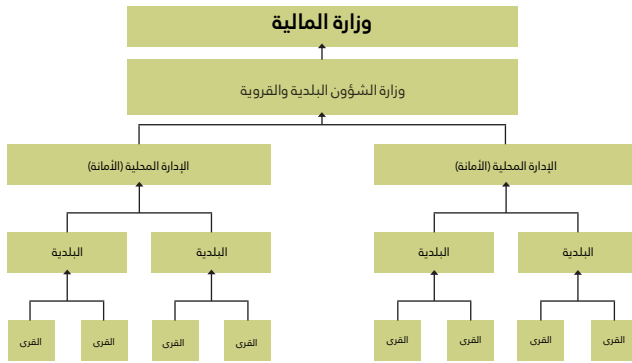 وزارة المالية
وزارة الشؤون البلدية والقروية
الإدارة المحلية (الأمانة)
الإدارة المحلية (الأمانة)
البلدية
البلدية
البلدية
البلدية
القرى
القرى
القرى
القرى
القرى
القرى
القرى
القرى